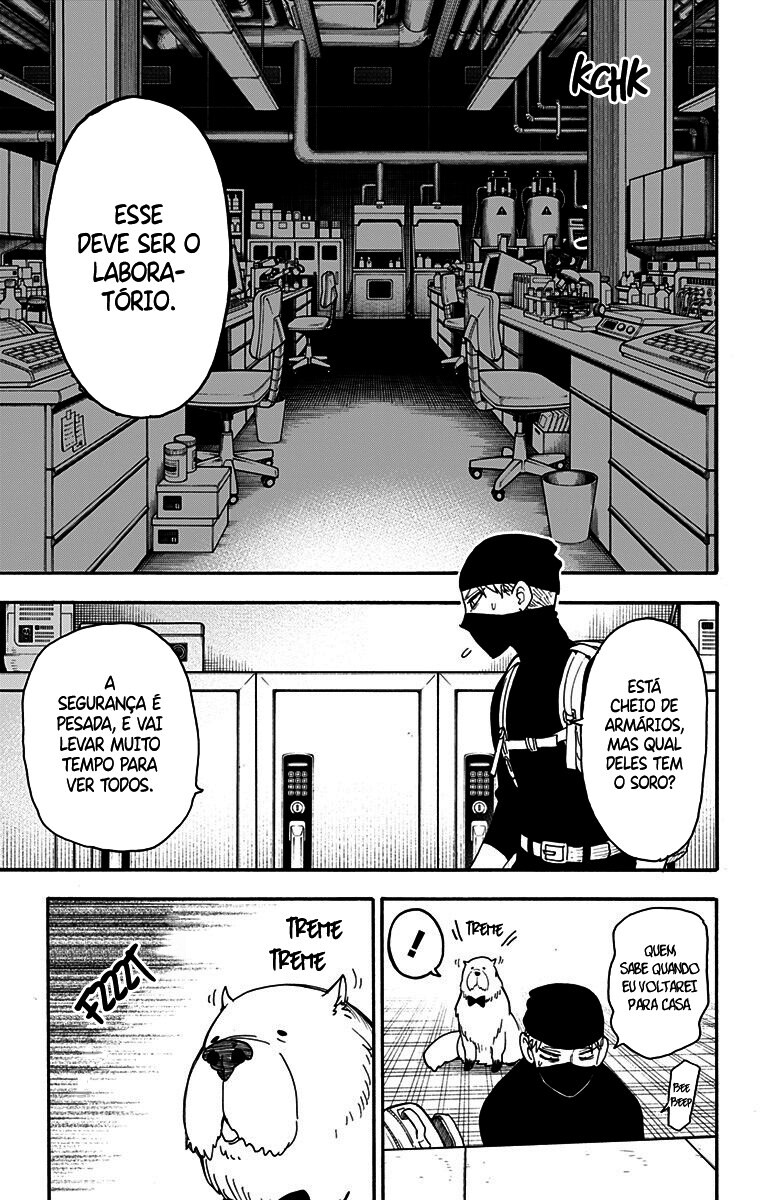 KCHK
ESSE
DEVE SER O
LABORA-
TÓRIO.
ESTÁ
CHEIO DE
ARMÁRIOS,
MAS QUAL
DELES TEM
O SORO?
A
SEGURANÇA É
PESADA, E VAI
LEVAR MUITO
TEMPO PARA
VER TODOS.
QUEM
SABE QUANDO
EU VOLTAREI
PARA CASA
BEE
BEEP
TREME
!
TREME
TREME
FZZZT